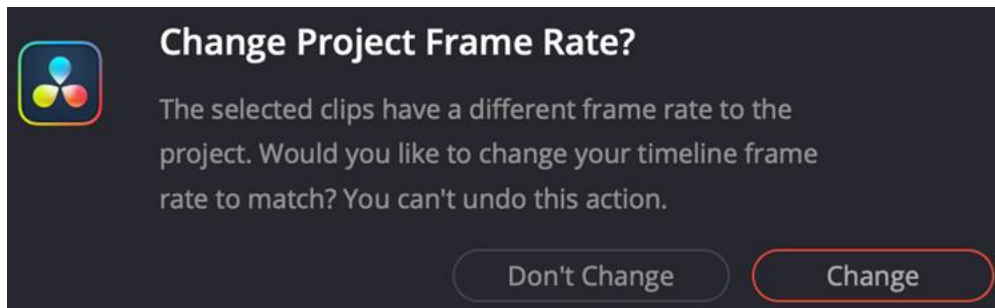 Change Project Frame Rate?
The selected clips have a different frame rate to the
project. Would you like to change your timeline frame
rate to match? You can't undo this action.
Don't Change Change